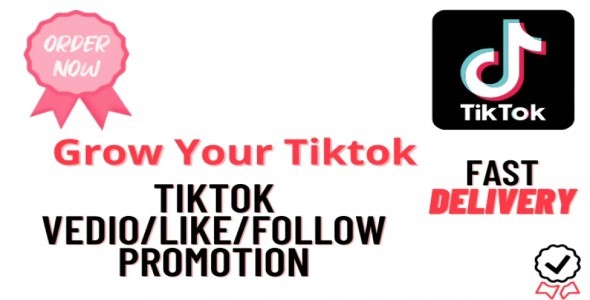 ORDER
NOW
TikTok
Grow Your Tiktok
FAST
DELIVERY
TIKTOK
VEDIO/LIKE/FOLLOW
PROMOTION